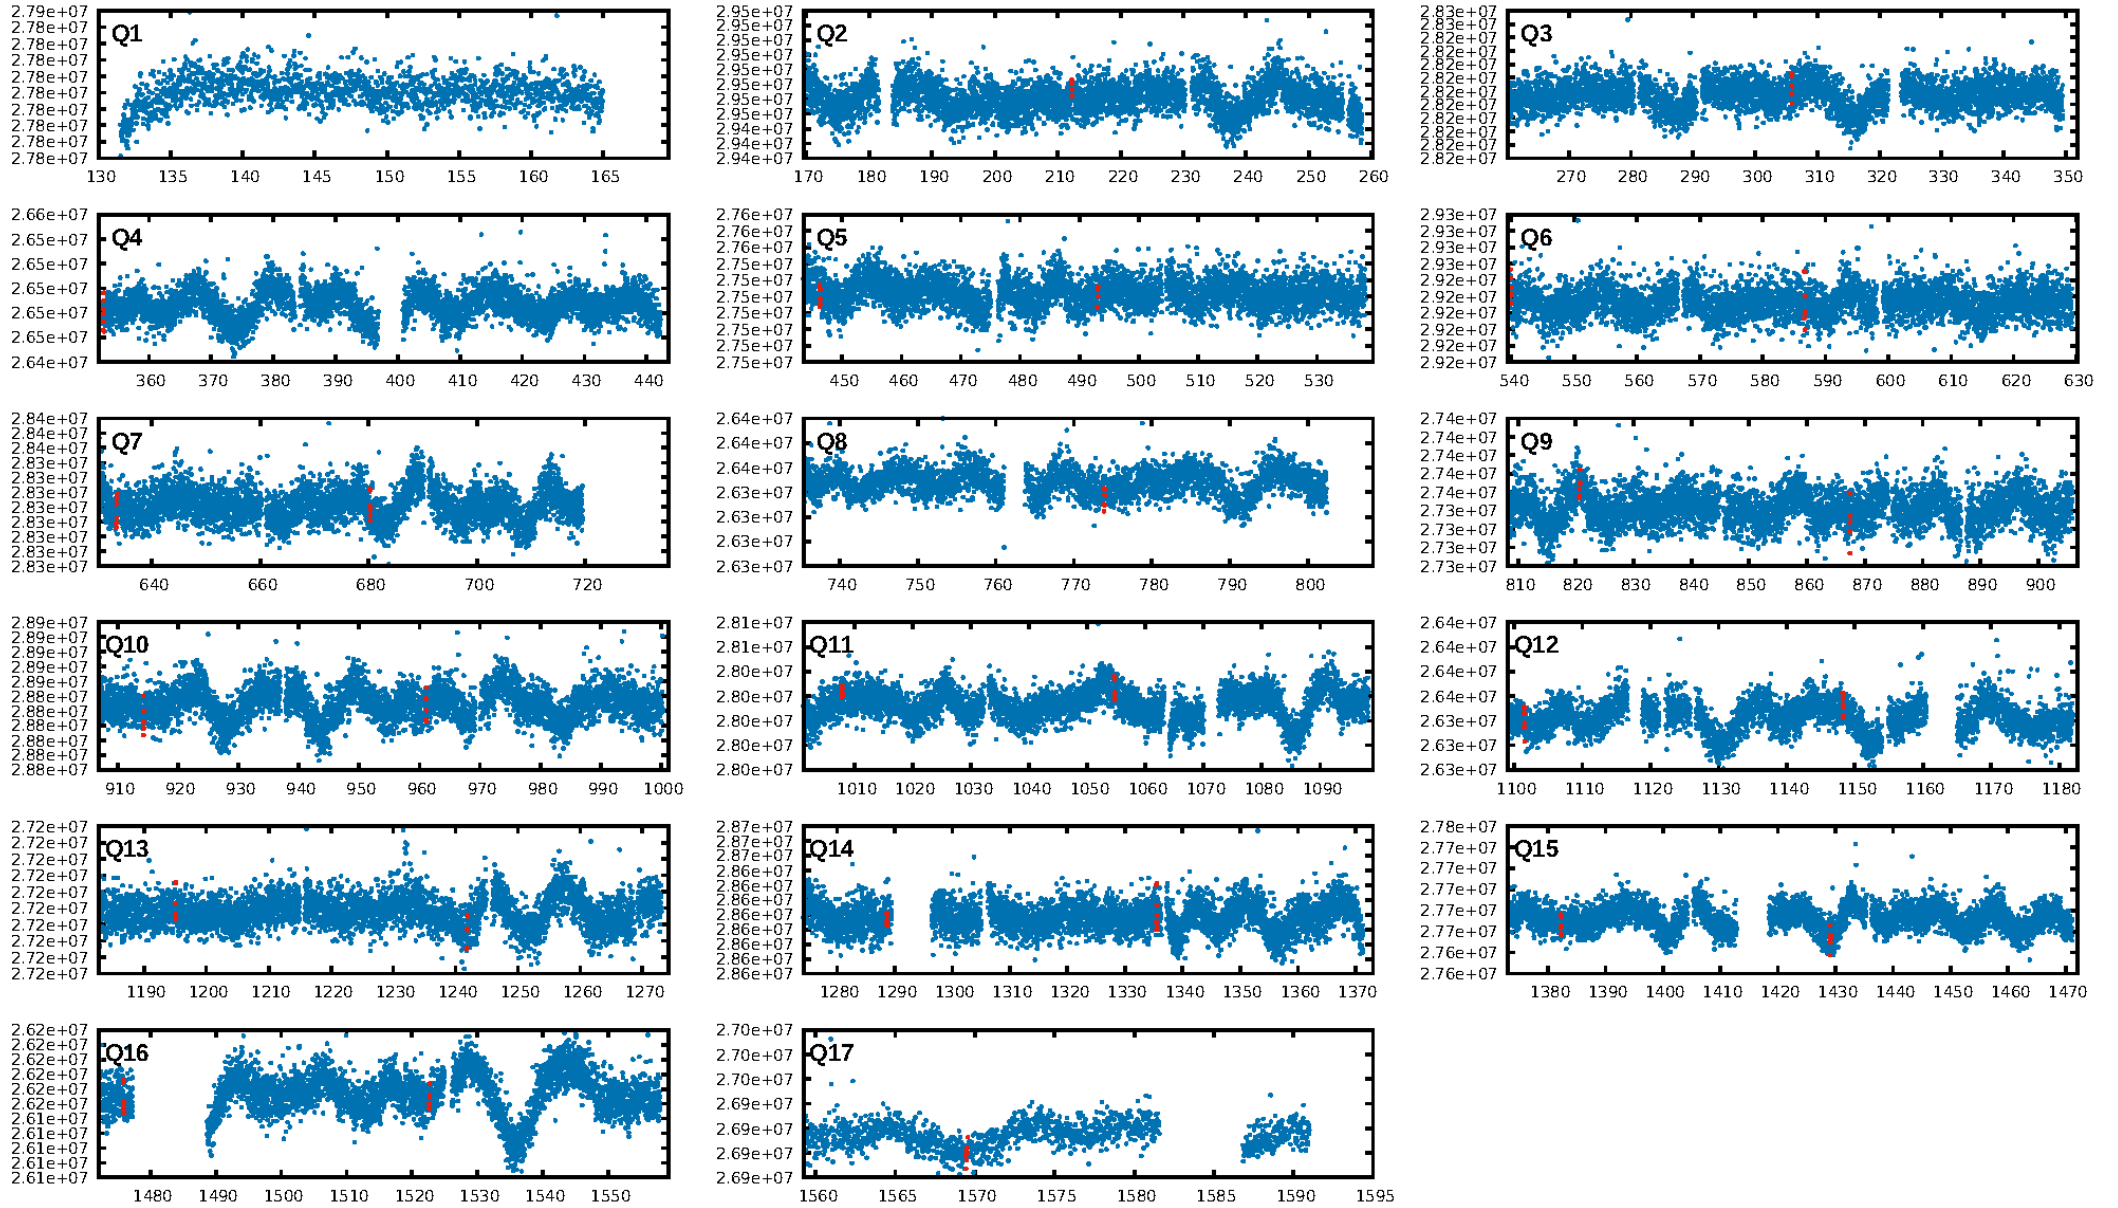 2.79e+07
2.78e+07
2.78e+07
2.78e+07
2.78e+07
2.78e+07
2.78e+07
2.78e+07
2.78e+07
2.78e+07
Q1
130 135 140 145 150 155 160 165
2.95e+07
2.95e+07
2.95e+07
2.95e+07
2.95e+07
2.95e+07
2.95e+07
2.95e+07
2.94e+07
2.94e+07
2.94e+07
Q2
170 180 190 200 210 220 230 240 250 260
2.83e+07
2.83e+07
2.82e+07
2.82e+07
2.82e+07
2.82e+07
2.82e+07
2.82e+07
2.82e+07
2.82e+07
2.82e+07
2.82e+07
Q3
270 280 290 300 310 320 330 340 350
2.66e+07
2.65e+07
2.65e+07
2.65e+07
2.65e+07
2.65e+07
2.64e+07
Q4
360 370 380 390 400 410 420 430 440
2.76e+07
2.76e+07
2.76e+07
2.75e+07
2.75e+07
2.75e+07
2.75e+07
2.75e+07
2.75e+07
2.75e+07
Q5
450 460 470 480 490 500 510 520 530
2.93e+07
2.93e+07
2.93e+07
2.93e+07
2.92e+07
2.92e+07
2.92e+07
2.92e+07
2.92e+07
2.92e+07
Q6
540 550 560 570 580 590 600 610 620 630
2.84e+07
2.84e+07
2.84e+07
2.83e+07
2.83e+07
2.83e+07
2.83e+07
2.83e+07
2.83e+07
2.83e+07
2.83e+07
Q7
640 660 680 700 720
2.64e+07
2.64e+07
2.64e+07
2.63e+07
2.63e+07
2.63e+07
2.63e+07
Q8
740 750 760 770 780 790 800
2.74e+07
2.74e+07
2.74e+07
2.74e+07
2.74e+07
2.73e+07
2.73e+07
2.73e+07
2.73e+07
Q9
810 820 830 840 850 860 870 880 890 900
2.89e+07
2.89e+07
2.89e+07
2.89e+07
2.89e+07
2.88e+07
2.88e+07
2.88e+07
2.88e+07
2.88e+07
2.88e+07
Q10
910 920 930 940 950 960 970 980 990 1000
2.81e+07
2.81e+07
2.80e+07
2.80e+07
2.80e+07
2.80e+07
2.80e+07
Q11
1010 1020 1030 1040 1050 1060 1070 1080 1090
2.64e+07
2.64e+07
2.64e+07
2.64e+07
2.63e+07
2.63e+07
2.63e+07
Q12
1100 1110 1120 1130 1140 1150 1160 1170 1180
2.72e+07
2.72e+07
2.72e+07
2.72e+07
2.72e+07
2.72e+07
2.72e+07
2.72e+07
2.72e+07
2.72e+07
Q13
1190 1200 1210 1220 1230 1240 1250 1260 1270
2.87e+07
2.87e+07
2.87e+07
2.86e+07
2.86e+07
2.86e+07
2.86e+07
2.86e+07
2.86e+07
2.86e+07
2.86e+07
Q14
1280 1290 1300 1310 1320 1330 1340 1350 1360 1370
2.78e+07
2.77e+07
2.77e+07
2.77e+07
2.77e+07
2.77e+07
2.76e+07
2.76e+07
Q15
1380 1390 1400 1410 1420 1430 1440 1450 1460 1470
2.62e+07
2.62e+07
2.62e+07
2.62e+07
2.62e+07
2.62e+07
2.61e+07
2.61e+07
2.61e+07
2.61e+07
2.61e+07
Q16
1480 1490 1500 1510 1520 1530 1540 1550
2.70e+07
2.70e+07
2.70e+07
2.69e+07
2.69e+07
2.69e+07
2.69e+07
Q17
1560 1565 1570 1575 1580 1585 1590 1595